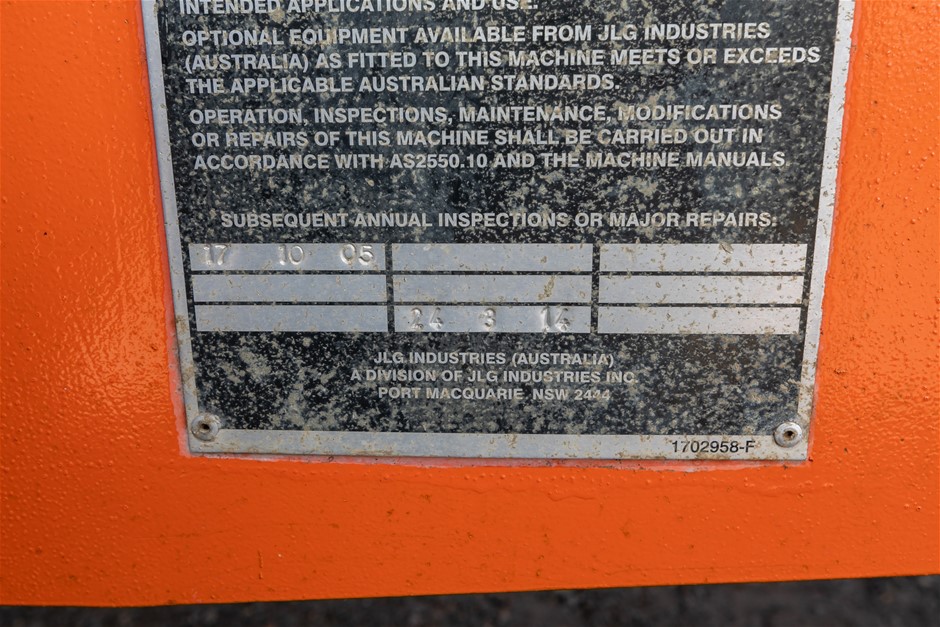 INTENDED APPLICATIONS AND USE.
OPTIONAL EQUIPMENT AVAILABLE FROM JLG INDUSTRIES
(AUSTRALIA) AS FITTED TO THIS MACHINE MEETS OR EXCEEDS
THE APPLICABLE AUSTRALIAN STANDARDS.
OPERATION, INSPECTIONS, MAINTENANCE, MODIFICATIONS
OR REPAIRS OF THIS MACHINE SHALL BE CARRIED OUT IN
ACCORDANCE WITH AS2550.10 AND THE MACHINE MANUALS.
SUBSEQUENT ANNUAL INSPECTIONS OR MAJOR REPAIRS:
17 10 05
24 3 14
JLG INDUSTRIES (AUSTRALIA)
A DIVISION OF JLG INDUSTRIES INC.
PORT MACQUARIE NSW 2444
1702958-F